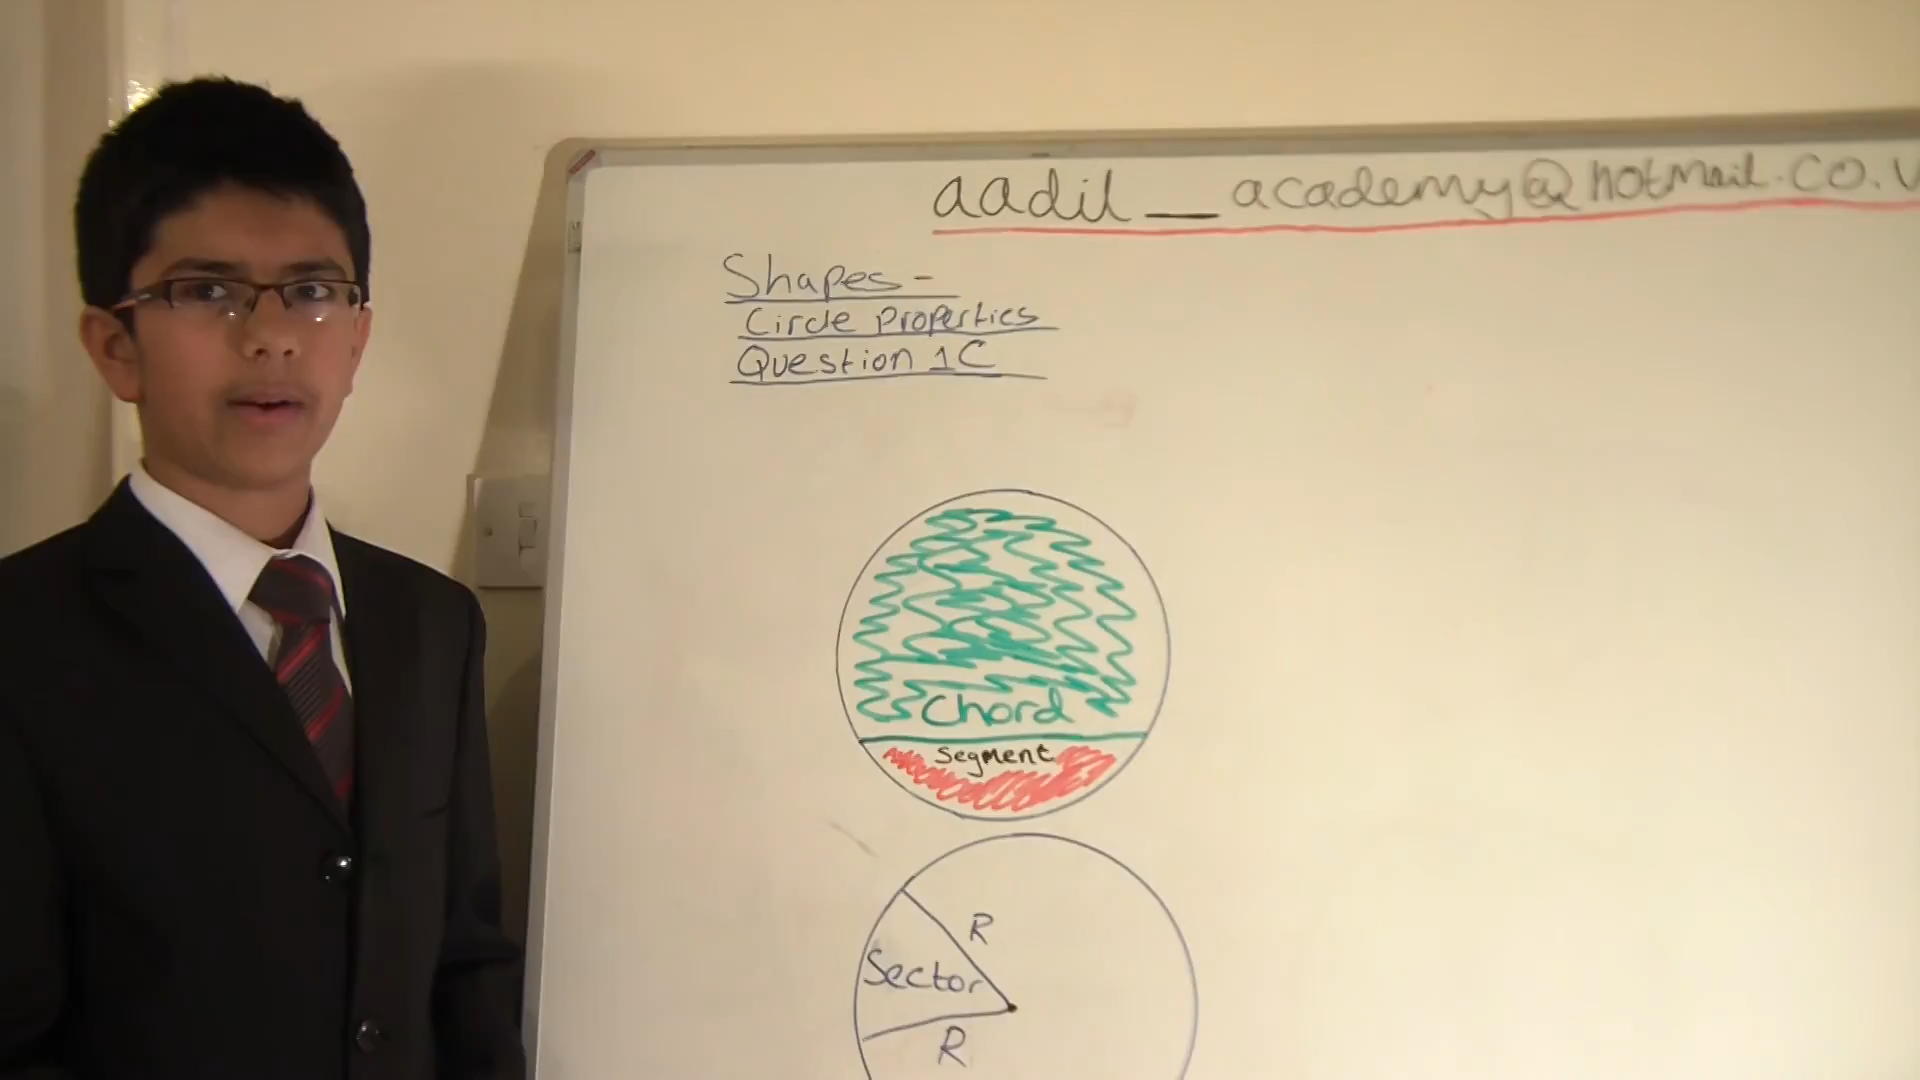 aadil_academy@hotmail.co.u
Shapes-
Circle Properties
Question 1C
Chord
Segment
R
Sector
R